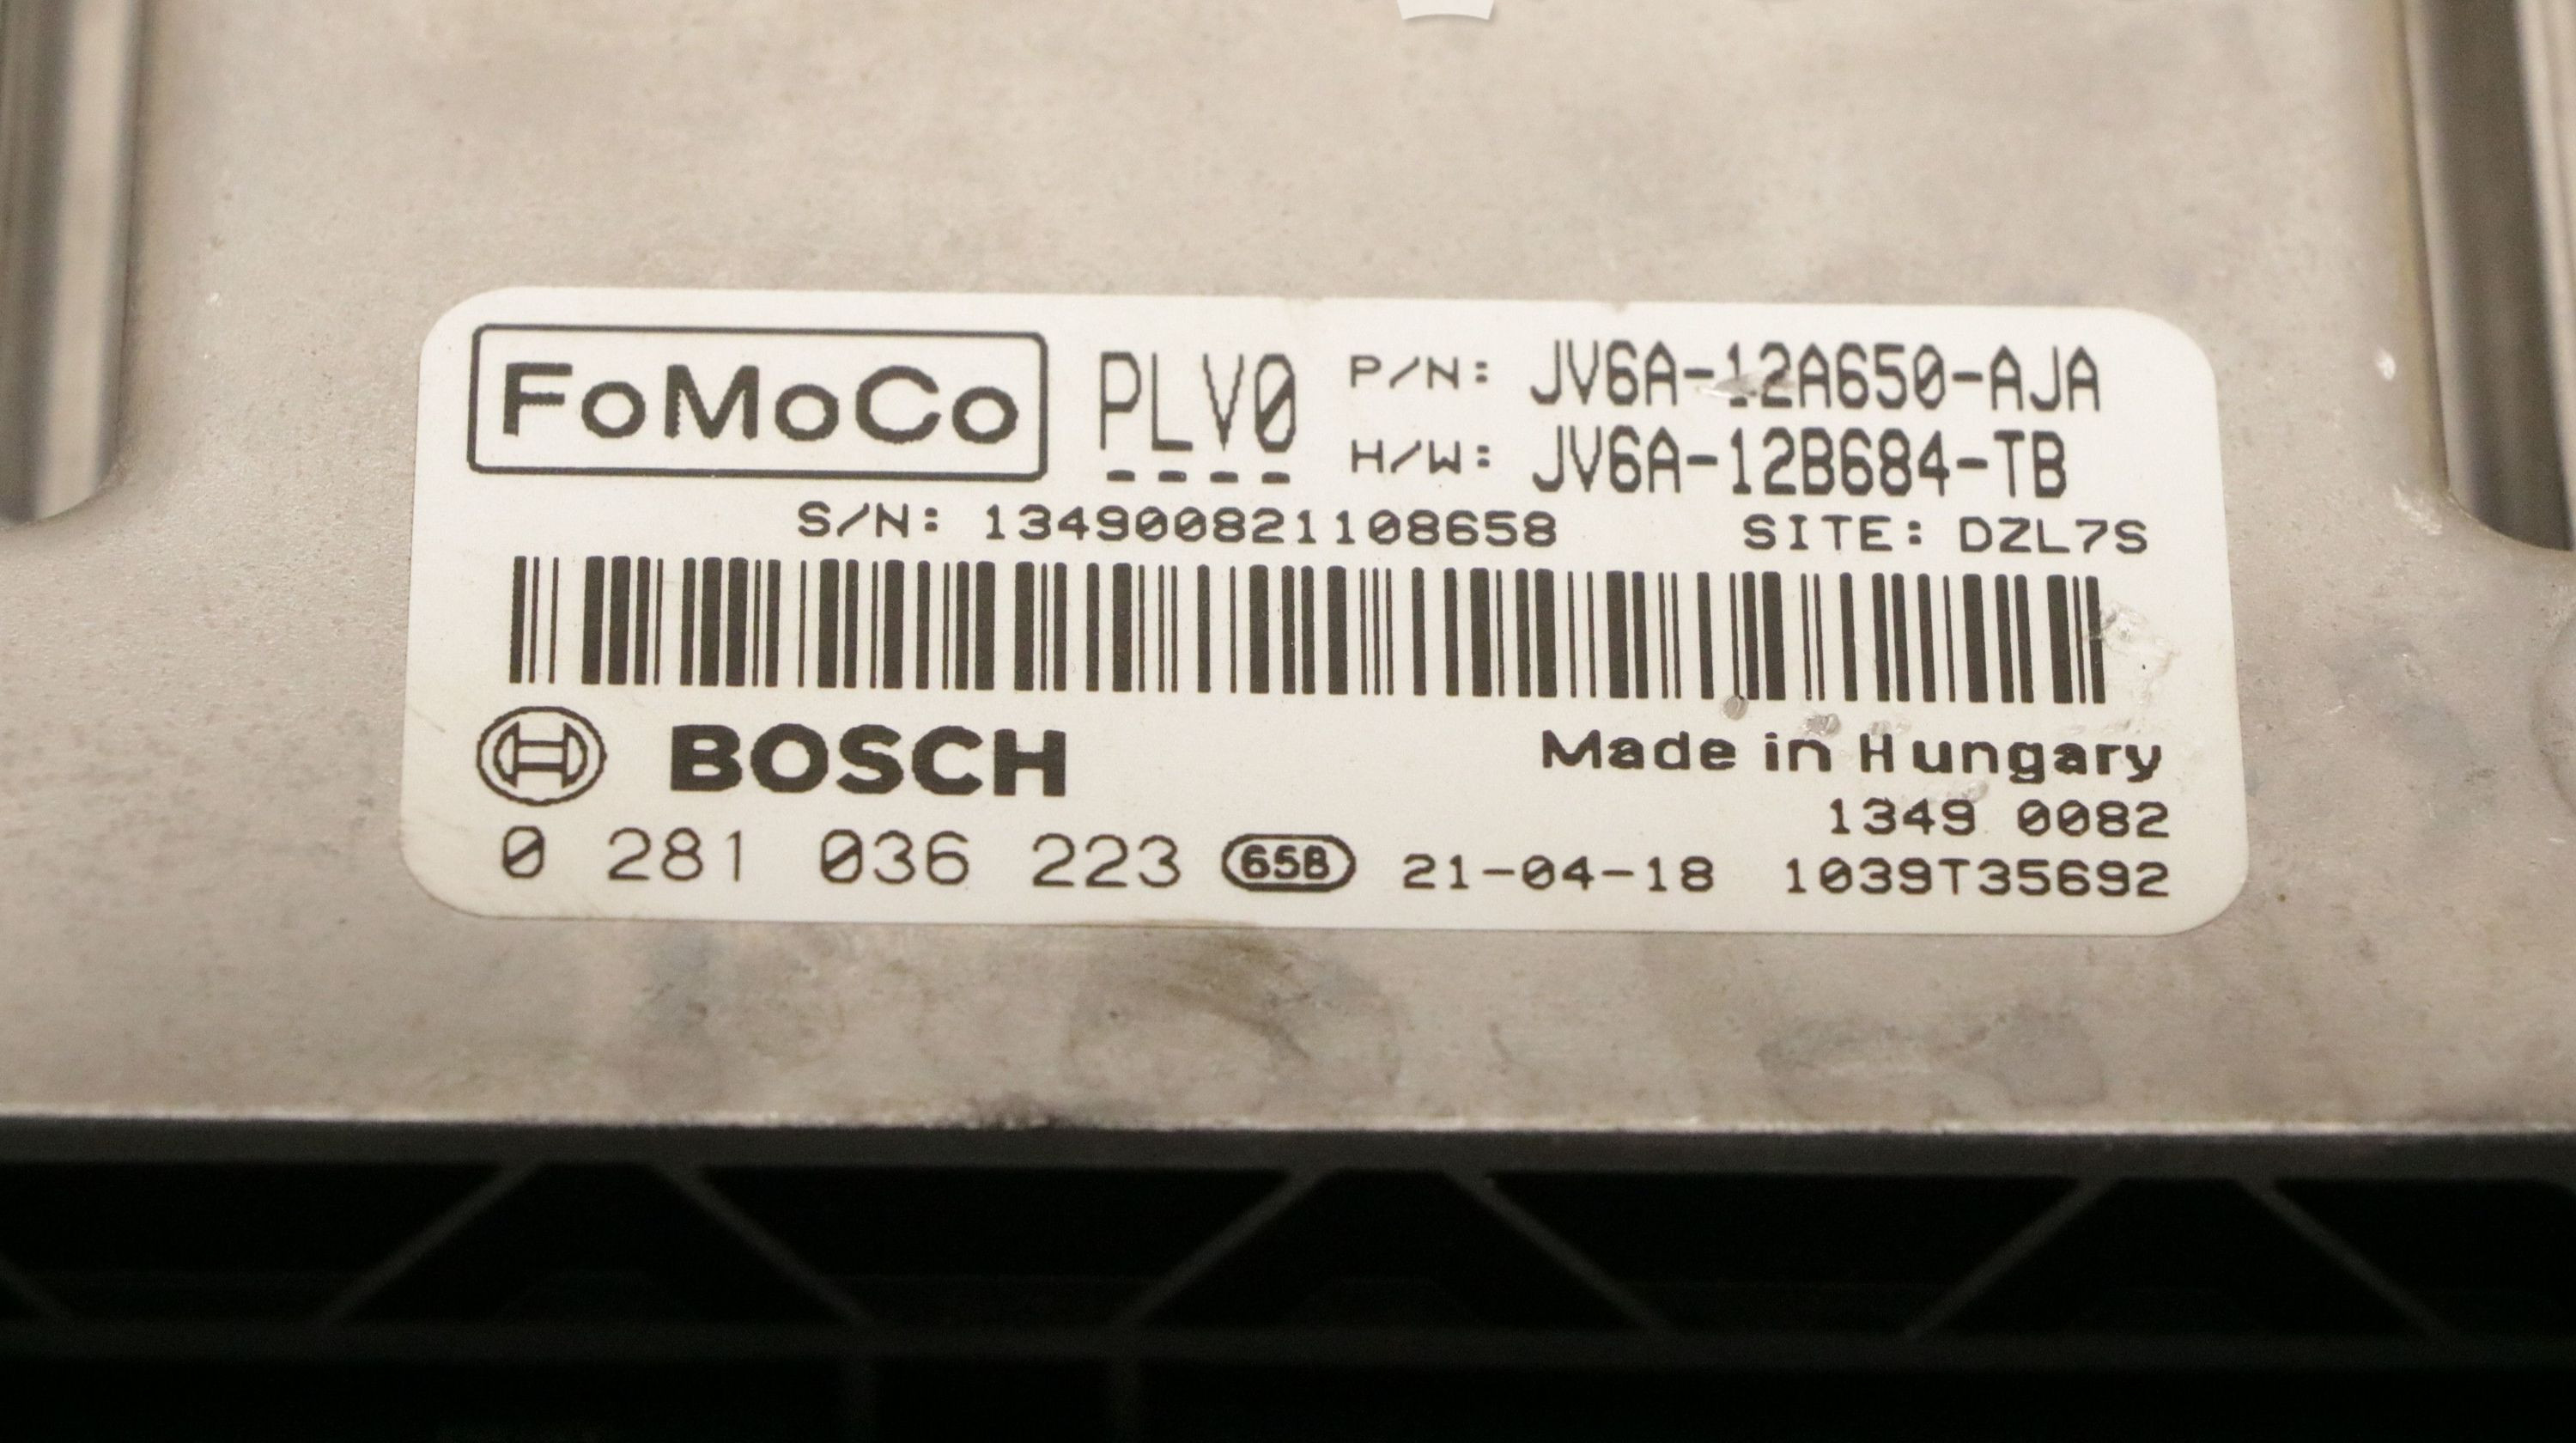 FoMoCo PLV0 P/N: JV6A-12A650-AJA
H/W: JV6A-12B684-TB
S/N: 134900821108658 SITE: DZL7S
BOSCH Made in Hungary
1349 0082
0 281 036 223 65B 21-04-18 1039T35692